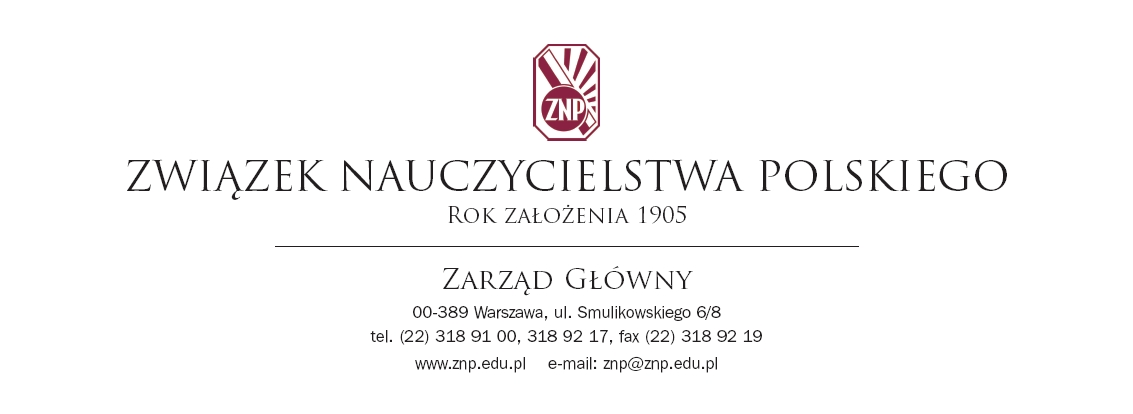 ZNP
ZWIĄZEK NAUCZYCIELSTWA POLSKIEGO
ROK ZAŁOŻENIA 1905
ZARZĄD GŁÓWNY
00-389 Warszawa, ul. Smulikowskiego 6/8
tel. (22) 318 91 00, 318 92 17, fax (22) 318 92 19
www.znp.edu.pl e-mail: znp@znp.edu.pl